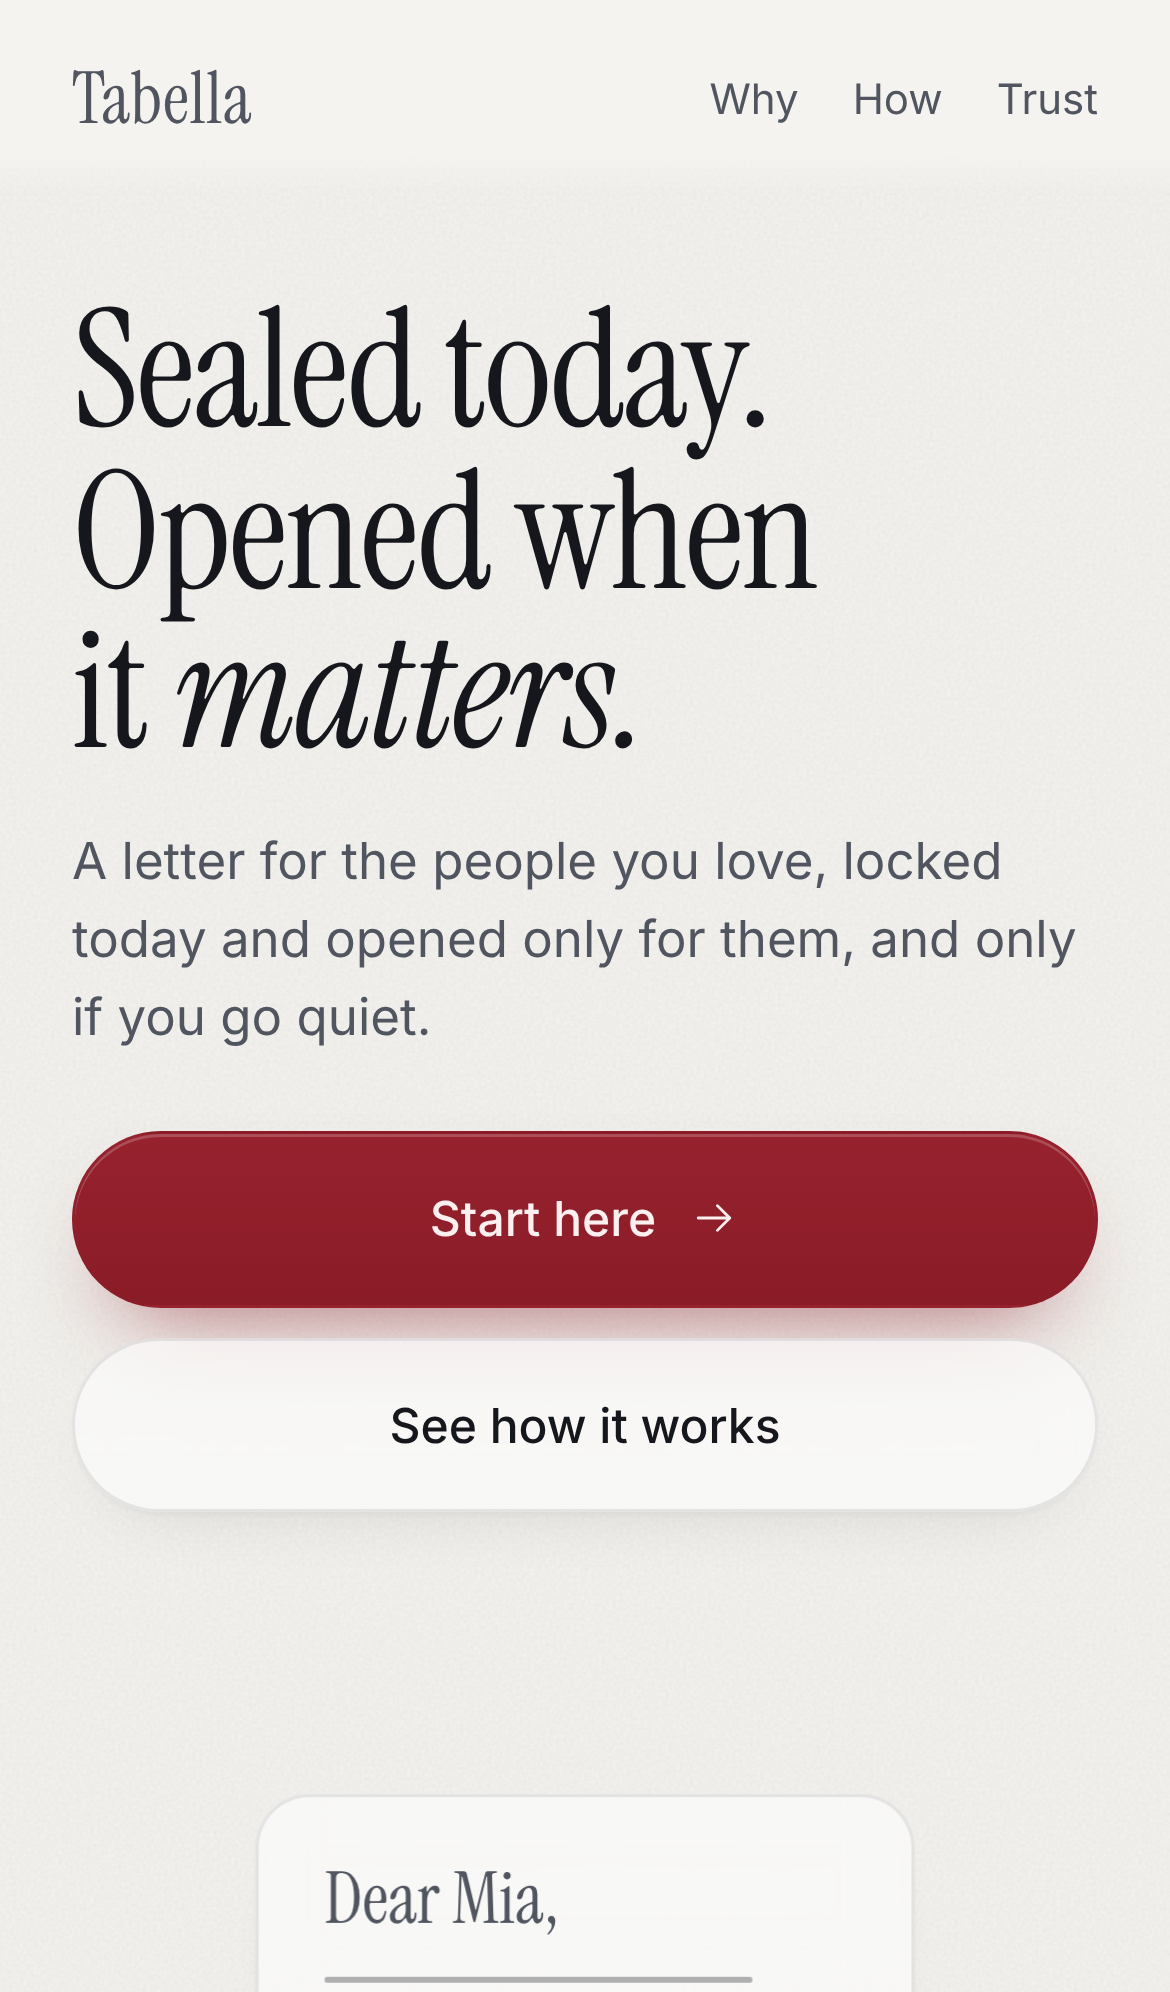 Tabella
Why How Trust
Sealed today.
Opened when
it matters.
A letter for the people you love, locked
today and opened only for them, and only
if you go quiet.
Start here →
See how it works
Dear Mia,